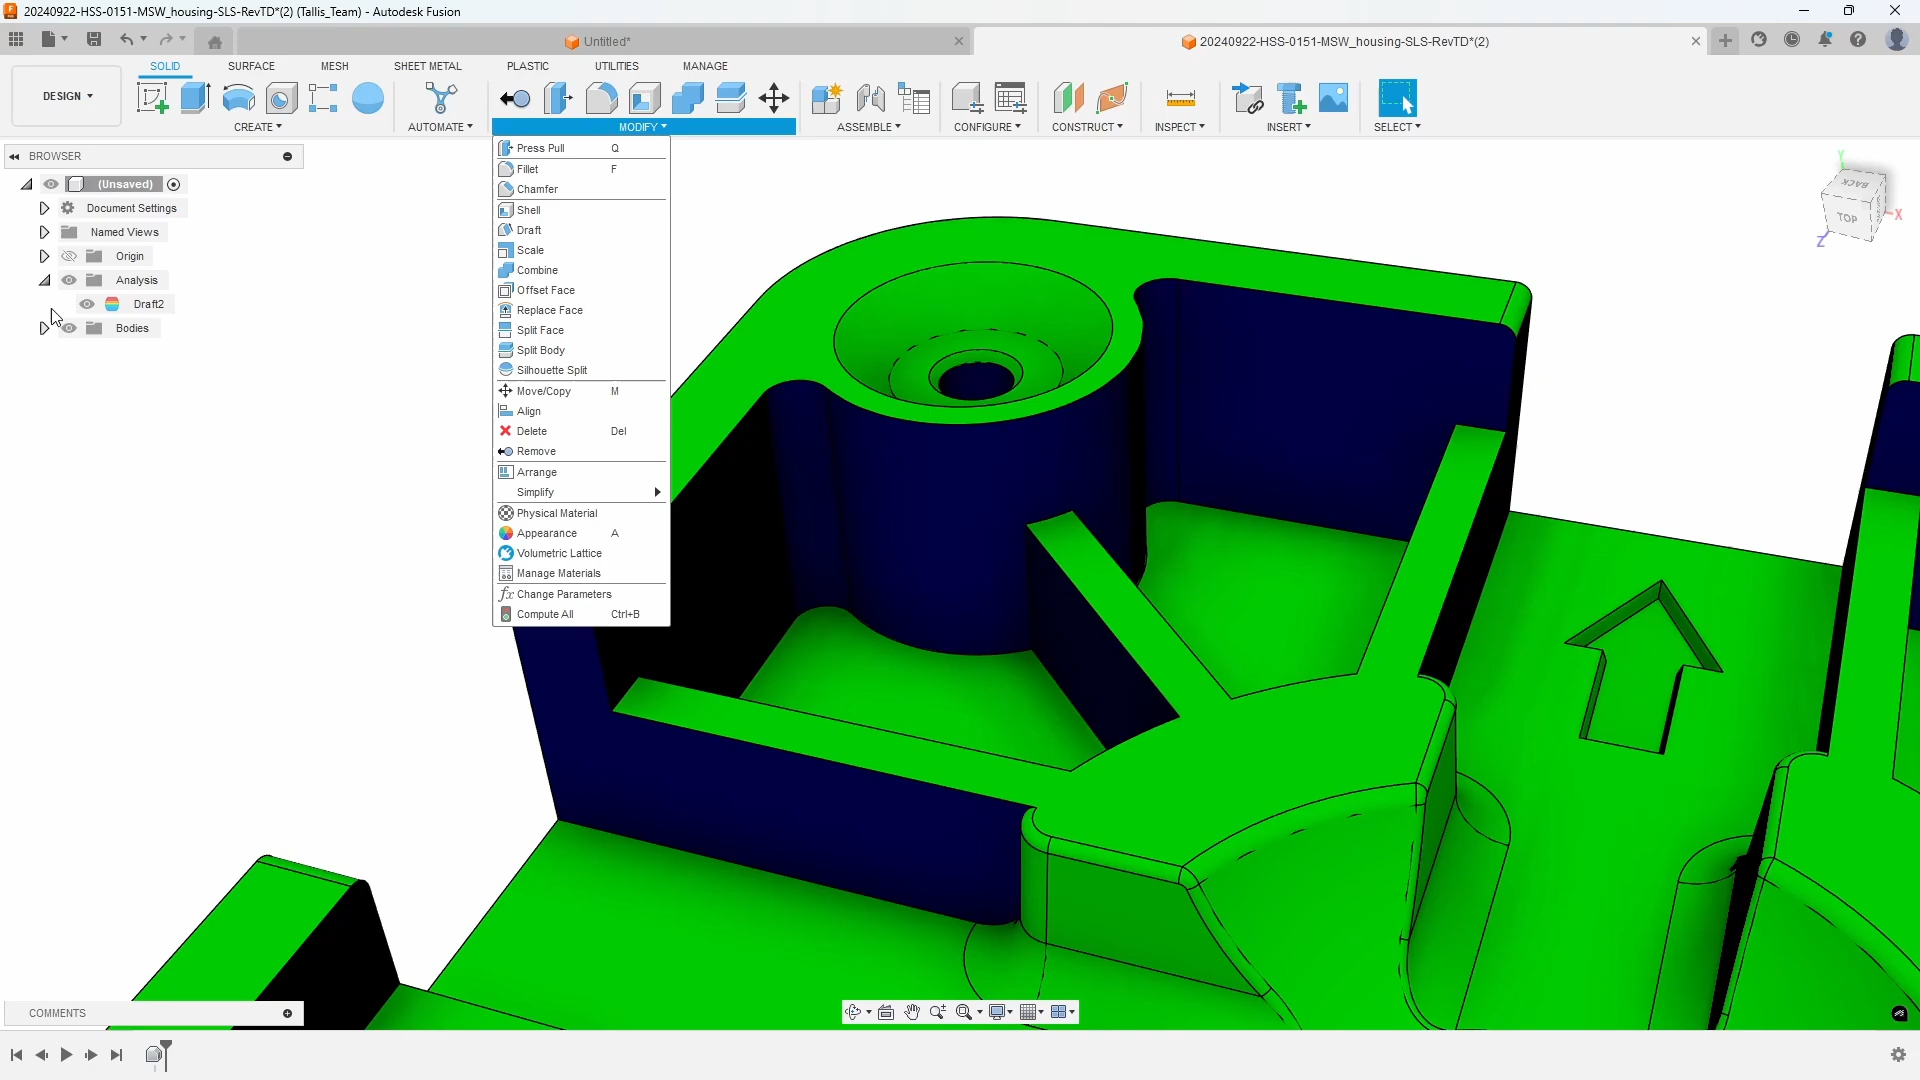 20240922-HSS-0151-MSW_housing-SLS-RevTD*(2) (Tallis_Team) - Autodesk Fusion
Untitled*
20240922-HSS-0151-MSW_housing-SLS-RevTD*(2)
SOLID
SURFACE
MESH
SHEET METAL
PLASTIC
UTILITIES
MANAGE
DESIGN
CREATE
AUTOMATE
MODIFY
ASSEMBLE
CONFIGURE
CONSTRUCT
INSPECT
INSERT
SELECT
BROWSER
(Unsaved)
Document Settings
Named Views
Origin
Analysis
Draft2
Bodies
Press Pull Q
Fillet F
Chamfer
Shell
Draft
Scale
Combine
Offset Face
Replace Face
Split Face
Split Body
Silhouette Split
Move/Copy M
Align
Delete Del
Remove
Arrange
Simplify
Physical Material
Appearance A
Volumetric Lattice
Manage Materials
fx Change Parameters
Compute All Ctrl+B
Y
BACK
TOP
X
Z
COMMENTS